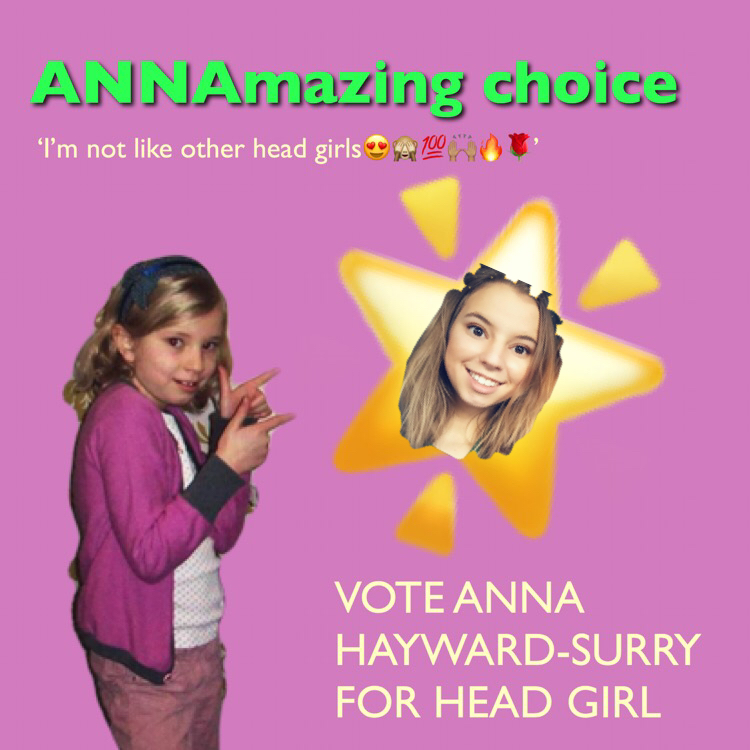 ANNAmazing choice
‘I’m not like other head girls😍🙈💯🙌🏽🔥🌹’
VOTE ANNA
HAYWARD-SURRY
FOR HEAD GIRL